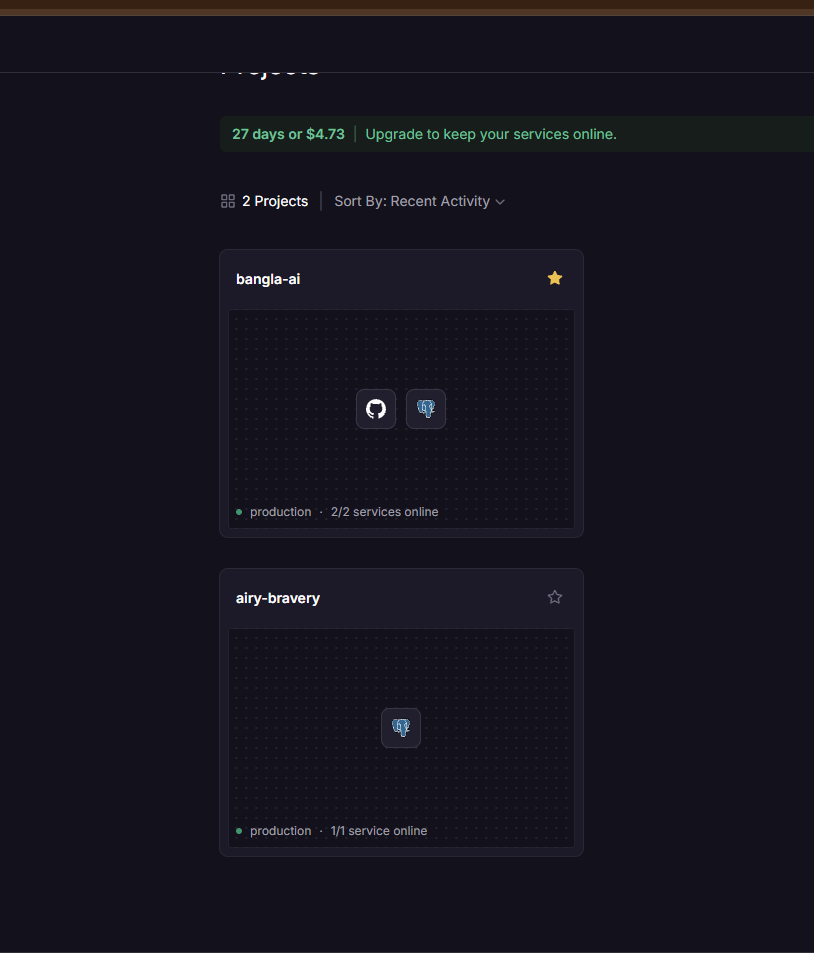 Projects
27 days or $4.73 | Upgrade to keep your services online.
2 Projects | Sort By: Recent Activity
bangla-ai
production · 2/2 services online
airy-bravery
production · 1/1 service online